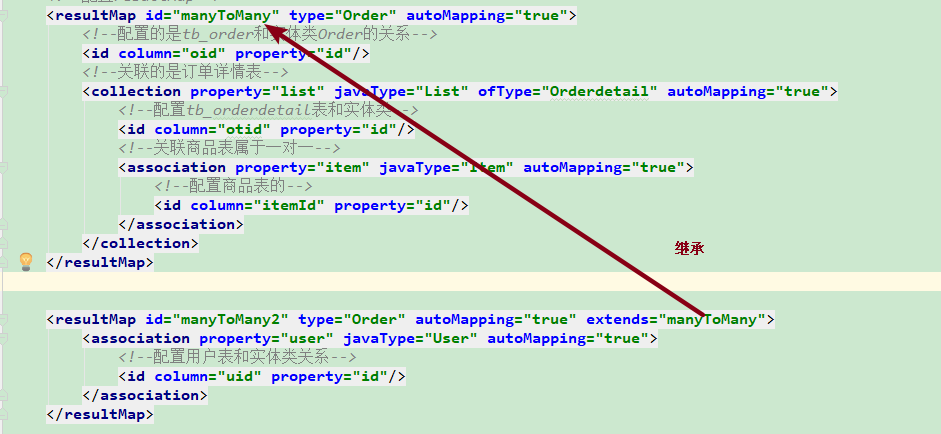 <resultMap id="manyToMany" type="Order" autoMapping="true">
<!--配置的是tb_order和实体类Order的关系-->
<id column="oid" property="id"/>
<!--关联的是订单详情表-->
<collection property="list" javaType="List" ofType="Orderdetail" autoMapping="true">
<!--配置tb_orderdetail表和实体类-->
<id column="otid" property="id"/>
<!--关联商品表属于一对一-->
<association property="item" javaType="Item" autoMapping="true">
<!--配置商品表的-->
<id column="itemId" property="id"/>
</association>
</collection>
继承
</resultMap>
<resultMap id="manyToMany2" type="Order" autoMapping="true" extends="manyToMany">
<association property="user" javaType="User" autoMapping="true">
<!--配置用户表和实体类关系-->
<id column="uid" property="id"/>
</association>
</resultMap>